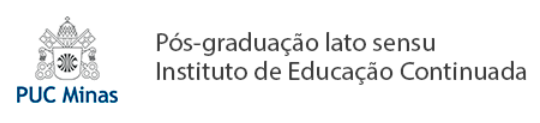 Pós-graduação lato sensu
Instituto de Educação Continuada
PUC Minas